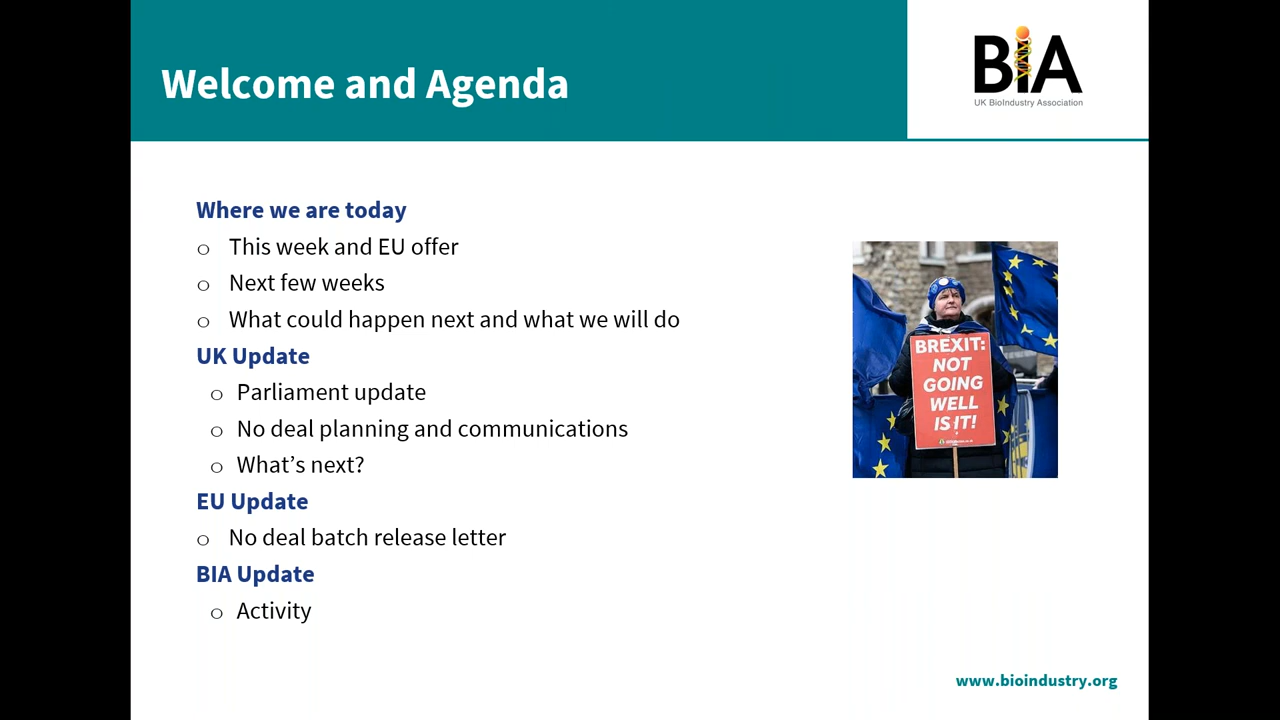 Welcome and Agenda
BiA
UK BioIndustry Association
Where we are today
o This week and EU offer
o Next few weeks
o What could happen next and what we will do
UK Update
o Parliament update
o No deal planning and communications
o What’s next?
EU Update
o No deal batch release letter
BIA Update
o Activity
BREXIT:
NOT
GOING
WELL
IS IT!
www.bioindustry.org